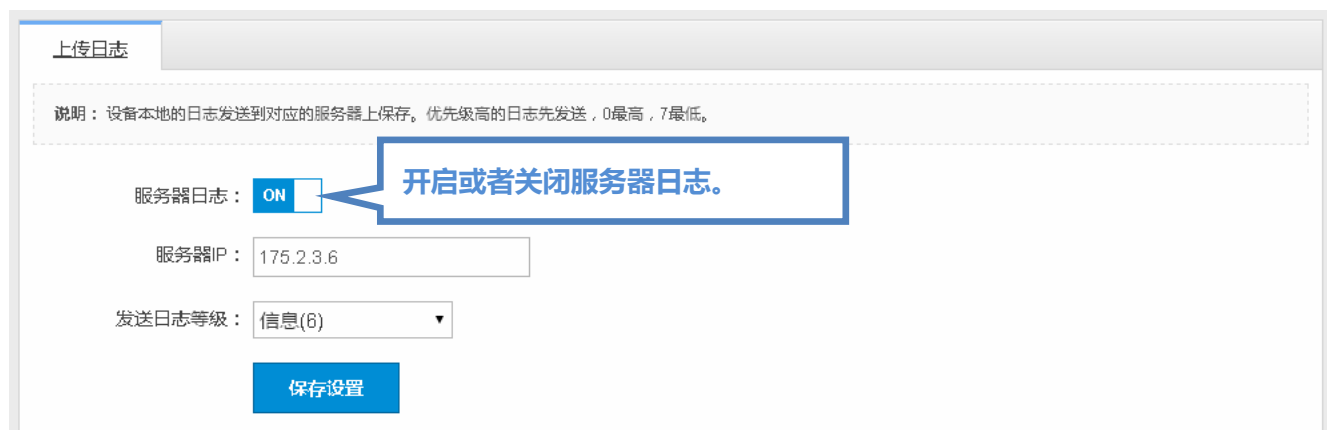 上传日志
说明：设备本地的日志发送到对应的服务器上保存。优先级高的日志先发送，0最高，7最低。
开启或者关闭服务器日志。
服务器日志： ON
服务器IP： 175.2.3.6
发送日志等级： 信息(6)
保存设置